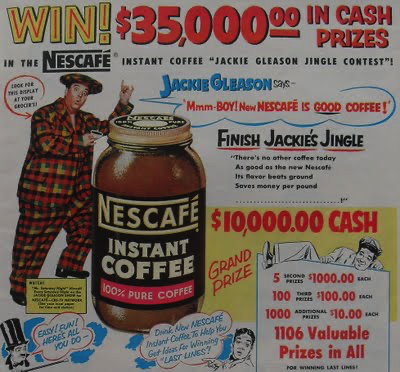 WIN! $35,000.00 IN CASH
PRIZES
IN THE NESCAFÉ® INSTANT COFFEE "JACKIE GLEASON JINGLE CONTEST"!
LOOK FOR
THIS DISPLAY
AT YOUR
GROCER'S!
JACKIE GLEASON says-
"Mmm-BOY! New NESCAFÉ is GOOD COFFEE!"
FINISH JACKIE'S JINGLE
"There's no other coffee today
As good as the new Nescafé
Its flavor beats ground
Saves money per pound
!"
NESCAFÉ
INSTANT COFFEE
NESCAFÉ
INSTANT
COFFEE
100% PURE COFFEE
$10,000.00 CASH
GRAND
PRIZE
5 SECOND PRIZES $1000.00 EACH
100 THIRD PRIZES $100.00 EACH
1000 ADDITIONAL PRIZES $10.00 EACH
1106 Valuable
Prizes in All
FOR WINNING LAST LINES!
EASY! FUN!
HERE'S ALL
YOU DO -
Drink New NESCAFÉ
Instant Coffee To Help You
Get Ideas For Winning
"LAST LINES"!